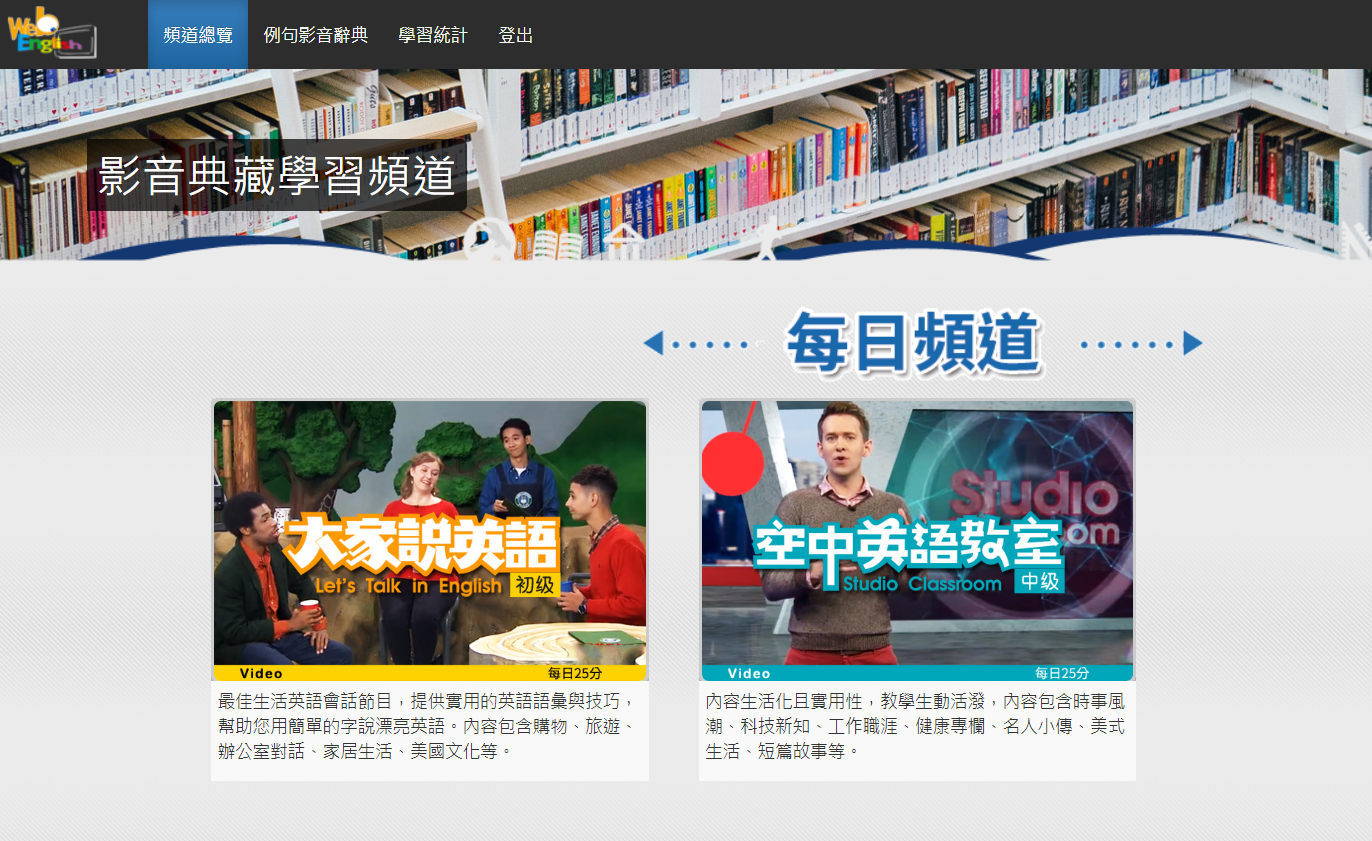 Web English
頻道總覽 例句影音辭典 學習統計 登出
影音典藏學習頻道
每日頻道
大家說英語
Let's Talk in English 初级
Video 每日25分
最佳生活英語會話節目，提供實用的英語語彙與技巧，
幫助您用簡單的字說漂亮英語。內容包含購物、旅遊、
辦公室對話、家居生活、美國文化等。
Studio
om
空中英語教室
Studio Classroom 中级
Video 每日25分
內容生活化且實用性，教學生動活潑，內容包含時事風
潮、科技新知、工作職涯、健康專欄、名人小傳、美式
生活、短篇故事等。